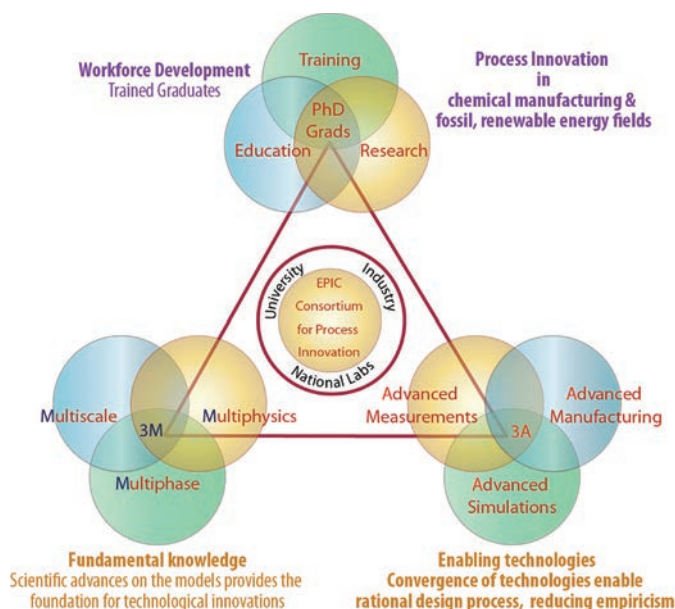 Workforce Development
Trained Graduates
Training
PhD
Grads
Education
Research
Process Innovation
in
chemical manufacturing &
fossil, renewable energy fields
University
Industry
National Labs
EPIC
Consortium
for Process
Innovation
Multiscale
Multiphysics
3M
Multiphase
Advanced
Measurements
Advanced
Manufacturing
3A
Advanced
Simulations
Fundamental knowledge
Scientific advances on the models provides the
foundation for technological innovations
Enabling technologies
Convergence of technologies enable
rational design process, reducing empiricism